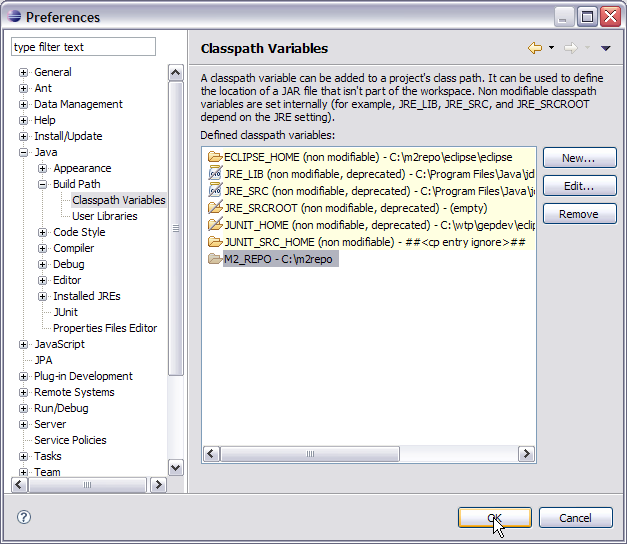 Preferences
type filter text
General
Ant
Data Management
Help
Install/Update
Java
Appearance
Build Path
Classpath Variables
User Libraries
Code Style
Compiler
Debug
Editor
Installed JREs
JUnit
Properties Files Editor
JavaScript
JPA
Plug-in Development
Remote Systems
Run/Debug
Server
Service Policies
Tasks
Team
Classpath Variables
A classpath variable can be added to a project's class path. It can be used to define
the location of a JAR file that isn't part of the workspace. Non modifiable classpath
variables are set internally (for example, JRE_LIB, JRE_SRC, and JRE_SRCROOT
depend on the JRE setting).
Defined classpath variables:
ECLIPSE_HOME (non modifiable) - C:\m2repo\eclipse\eclipse
JRE_LIB (non modifiable, deprecated) - C:\Program Files\Java\jd
JRE_SRC (non modifiable, deprecated) - C:\Program Files\Java\jd
JRE_SRCROOT (non modifiable, deprecated) - (empty)
JUNIT_HOME (non modifiable, deprecated) - C:\wtp\gepdev\eclip
JUNIT_SRC_HOME (non modifiable) - ##<cp entry ignore>##
M2_REPO - C:\m2repo
New...
Edit...
Remove
OK
Cancel